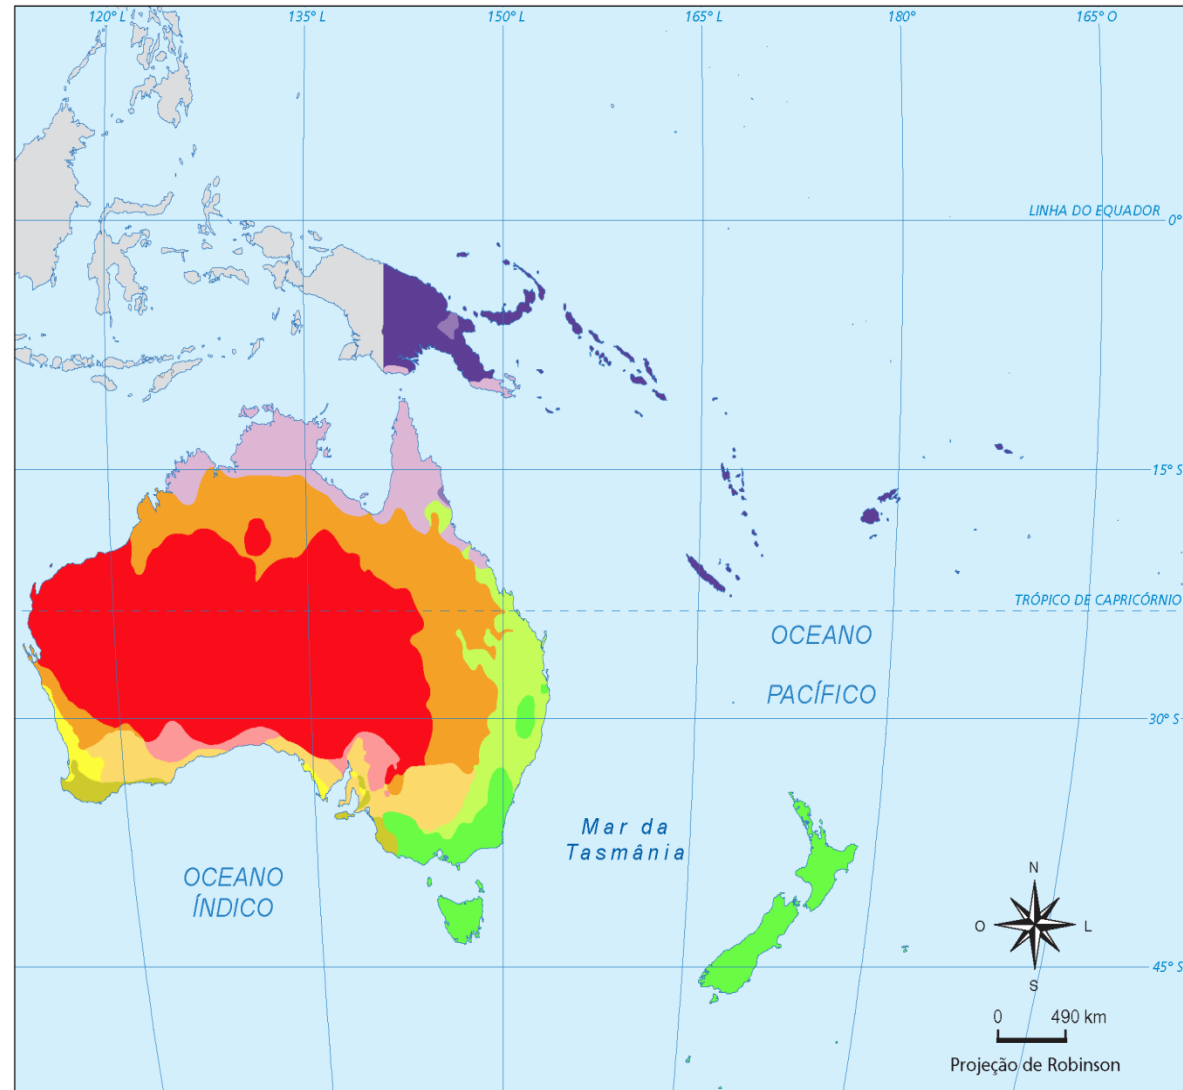 120° L
135° L
150° L
165° L
180°
165° O
LINHA DO EQUADOR
0°
15° S
TRÓPICO DE CAPRICÓRNIO
OCEANO
PACÍFICO
30° S
Mar da
Tasmânia
OCEANO
ÍNDICO
N
O
L
S
45° S
0
490 km
Projeção de Robinson